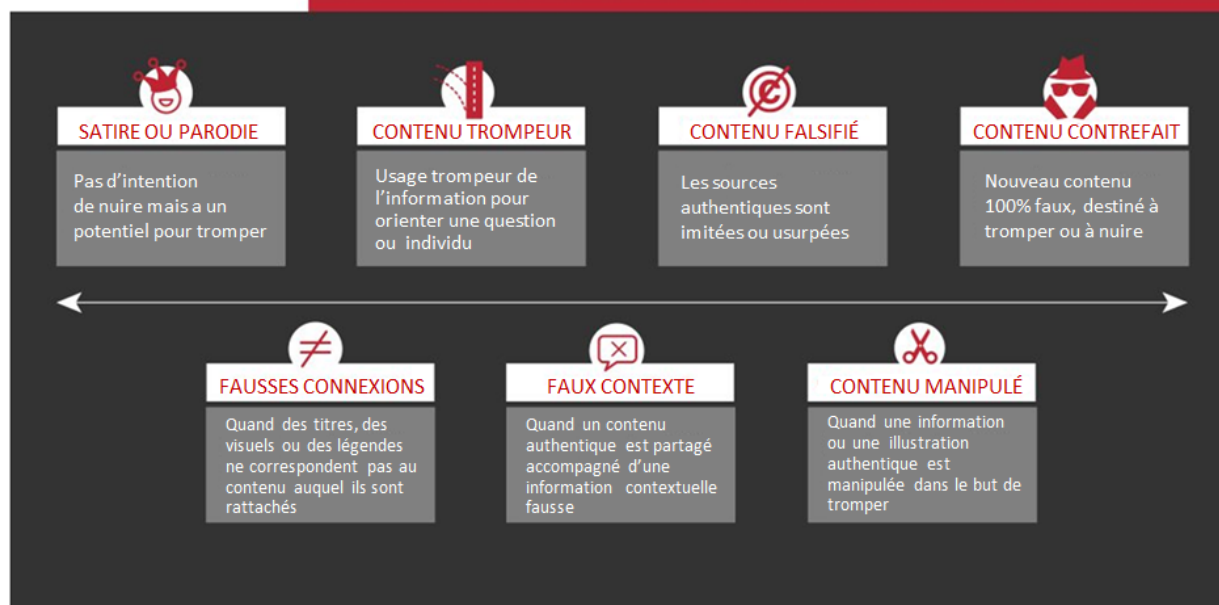 SATIRE OU PARODIE
Pas d’intention
de nuire mais a un
potentiel pour tromper
CONTENU TROMPEUR
Usage trompeur de
l’information pour
orienter une question
ou individu
CONTENU FALSIFIÉ
Les sources
authentiques sont
imitées ou usurpées
CONTENU CONTREFAIT
Nouveau contenu
100% faux, destiné à
tromper ou à nuire
FAUSSES CONNEXIONS
Quand des titres, des
visuels ou des légendes
ne correspondent pas au
contenu auquel ils sont
rattachés
FAUX CONTEXTE
Quand un contenu
authentique est partagé
accompagné d’une
information contextuelle
fausse
CONTENU MANIPULÉ
Quand une information
ou une illustration
authentique est
manipulée dans le but de
tromper